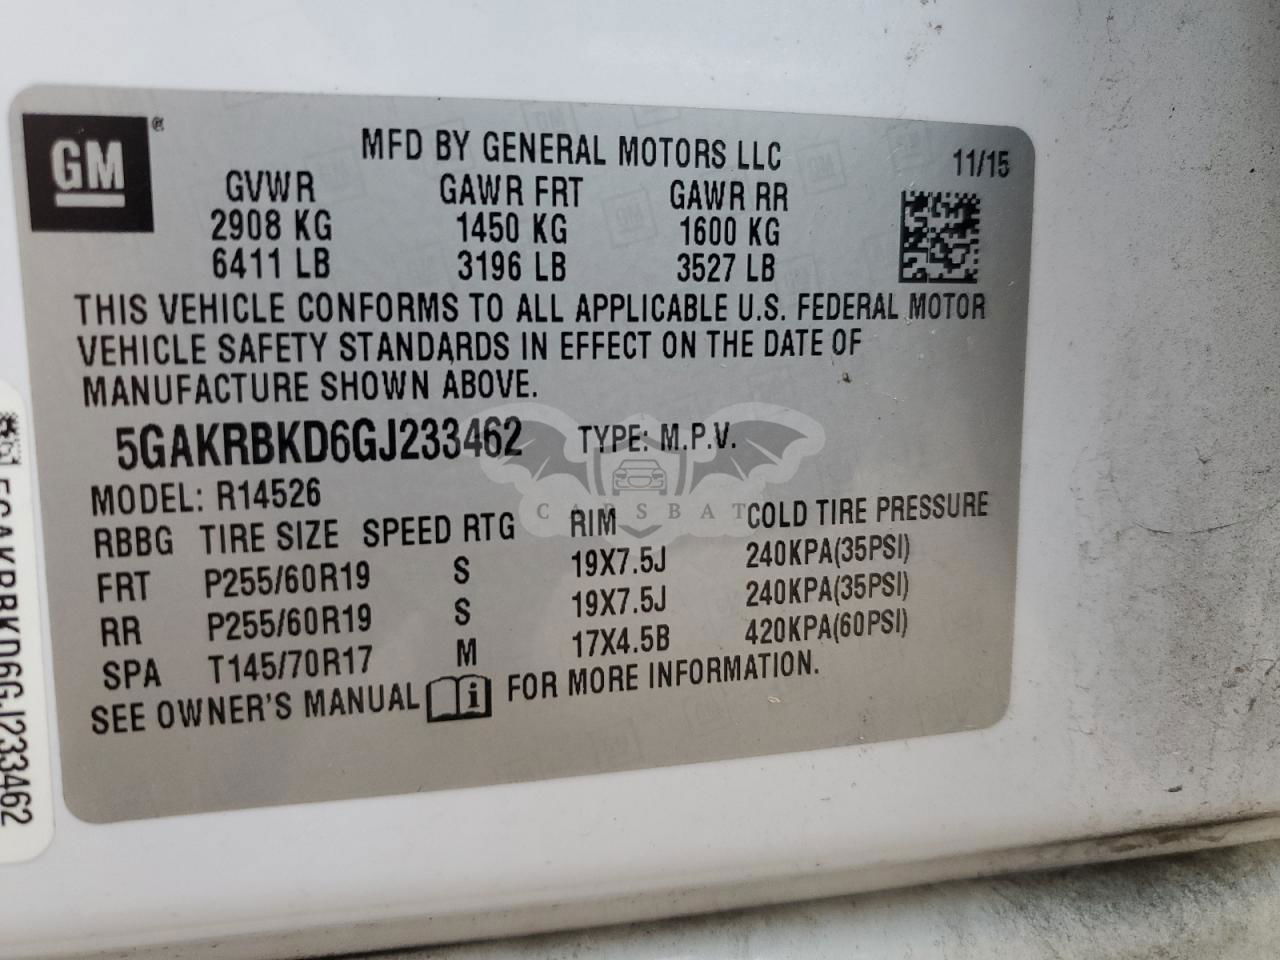 GM®
MFD BY GENERAL MOTORS LLC
11/15
GVWR GAWR FRT GAWR RR
2908 KG 1450 KG 1600 KG
6411 LB 3196 LB 3527 LB
THIS VEHICLE CONFORMS TO ALL APPLICABLE U.S. FEDERAL MOTOR
VEHICLE SAFETY STANDARDS IN EFFECT ON THE DATE OF
MANUFACTURE SHOWN ABOVE.
5GAKRBKD6GJ233462 TYPE: M.P.V.
MODEL: R14526
RBBG TIRE SIZE SPEED RTG RIM COLD TIRE PRESSURE
FRT P255/60R19 S 19X7.5J 240KPA(35PSI)
RR P255/60R19 S 19X7.5J 240KPA(35PSI)
SPA T145/70R17 M 17X4.5B 420KPA(60PSI)
SEE OWNER'S MANUAL i FOR MORE INFORMATION.
CARSBAT
5GAKRBKD6GJ233462